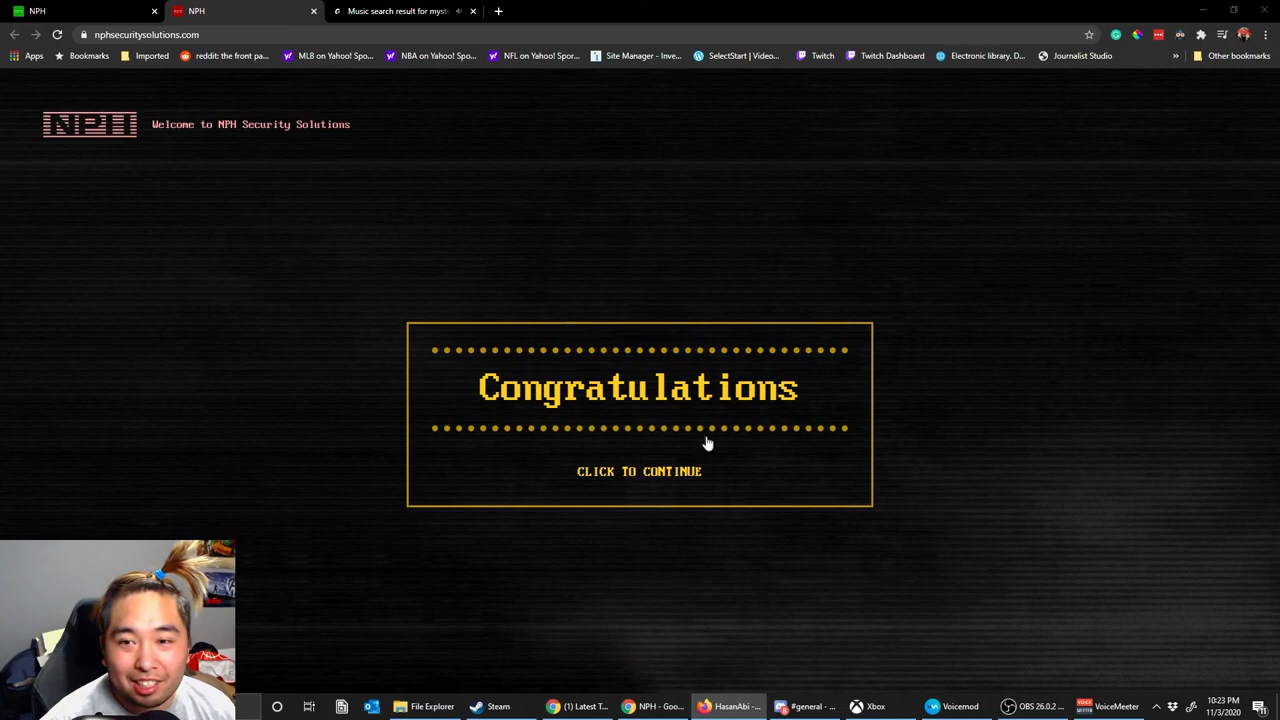 NPH
NPH
Music search result for myst
nphsecuritysolutions.com
Apps
Bookmarks
Imported
reddit: the front pa...
MLB on Yahoo! Spo...
NBA on Yahoo! Spor...
NFL on Yahoo! Spor...
Site Manager - Inve...
SelectStart | Video...
Twitch
Twitch Dashboard
Electronic library. D...
Journalist Studio
»
Other bookmarks
NPH
Welcome to NPH Security Solutions
Congratulations
CLICK TO CONTINUE
File Explorer
Steam
(1) Latest T...
NPH - Goo...
HasanAbi -...
#general - ...
Xbox
Voicemod
OBS 26.0.2 ...
VoiceMeeter
10:23 PM
11/3/2020